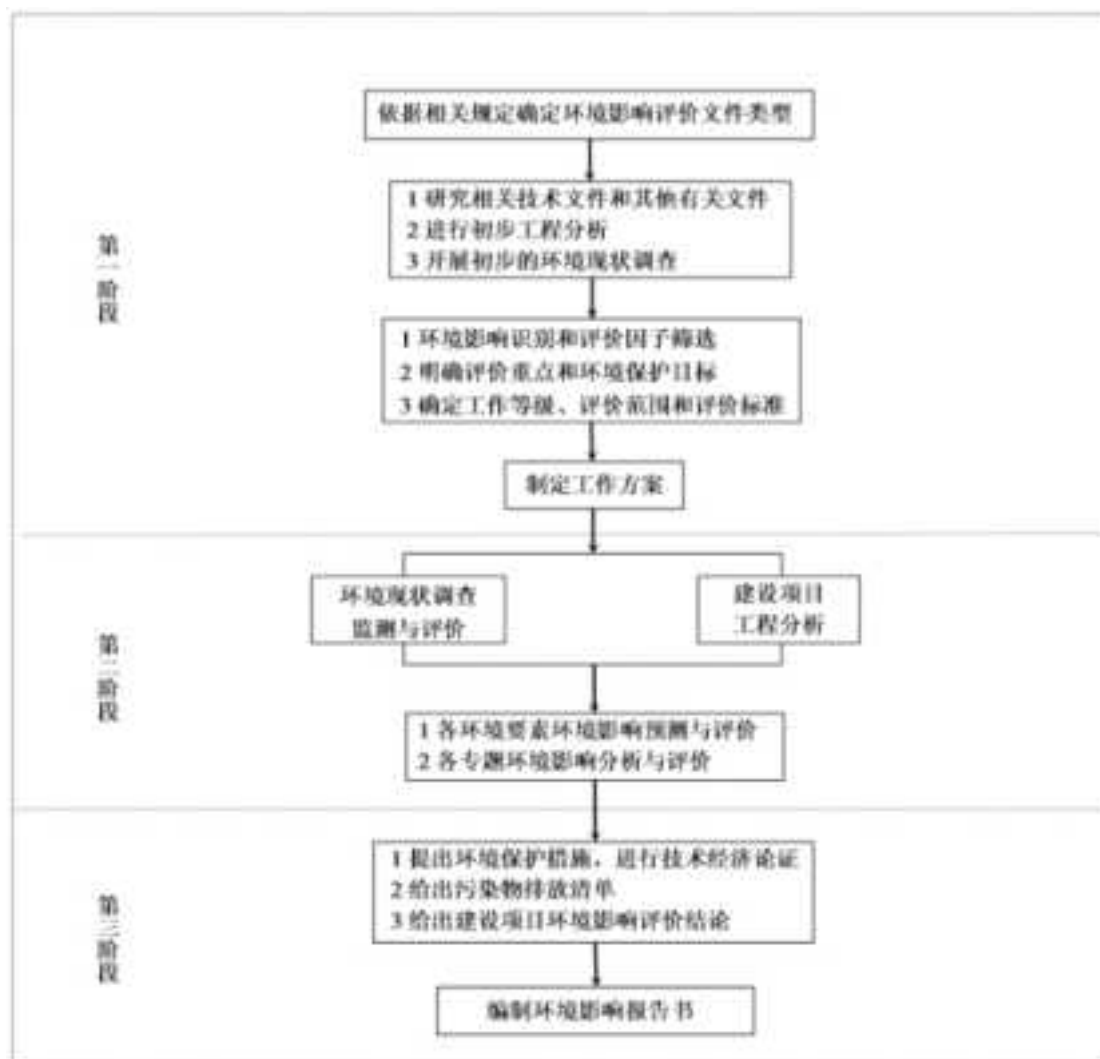 依据相关规定确定环境影响评价文件类型
1 研究相关技术文件和其他有关文件
2 进行初步工程分析
3 开展初步的环境现状调查
第一阶段
1 环境影响识别和评价因子筛选
2 明确评价重点和环境保护目标
3 确定工作等级、评价范围和评价标准
制定工作方案
环境现状调查
监测与评价
建设项目
工程分析
第二阶段
1 各环境要素环境影响预测与评价
2 各专题环境影响分析与评价
1 提出环境保护措施，进行技术经济论证
2 给出污染物排放清单
3 给出建设项目环境影响评价结论
第三阶段
编制环境影响报告书